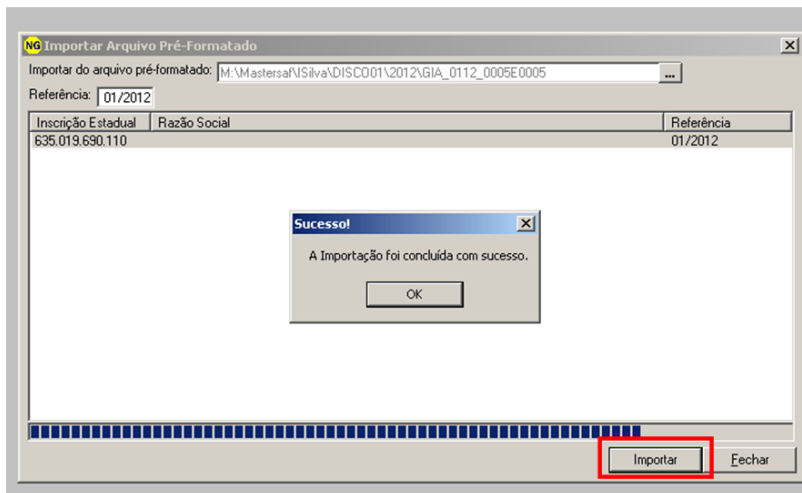 NG Importar Arquivo Pré-Formatado
Importar do arquivo pré-formatado: M:\Mastersaf\ISilva\DISCO01\2012\GIA_0112_0005E0005 ...
Referência: 01/2012
Inscrição Estadual Razão Social Referência
635.019.690.110 01/2012
Sucesso!
A Importação foi concluída com sucesso.
OK
Importar Fechar